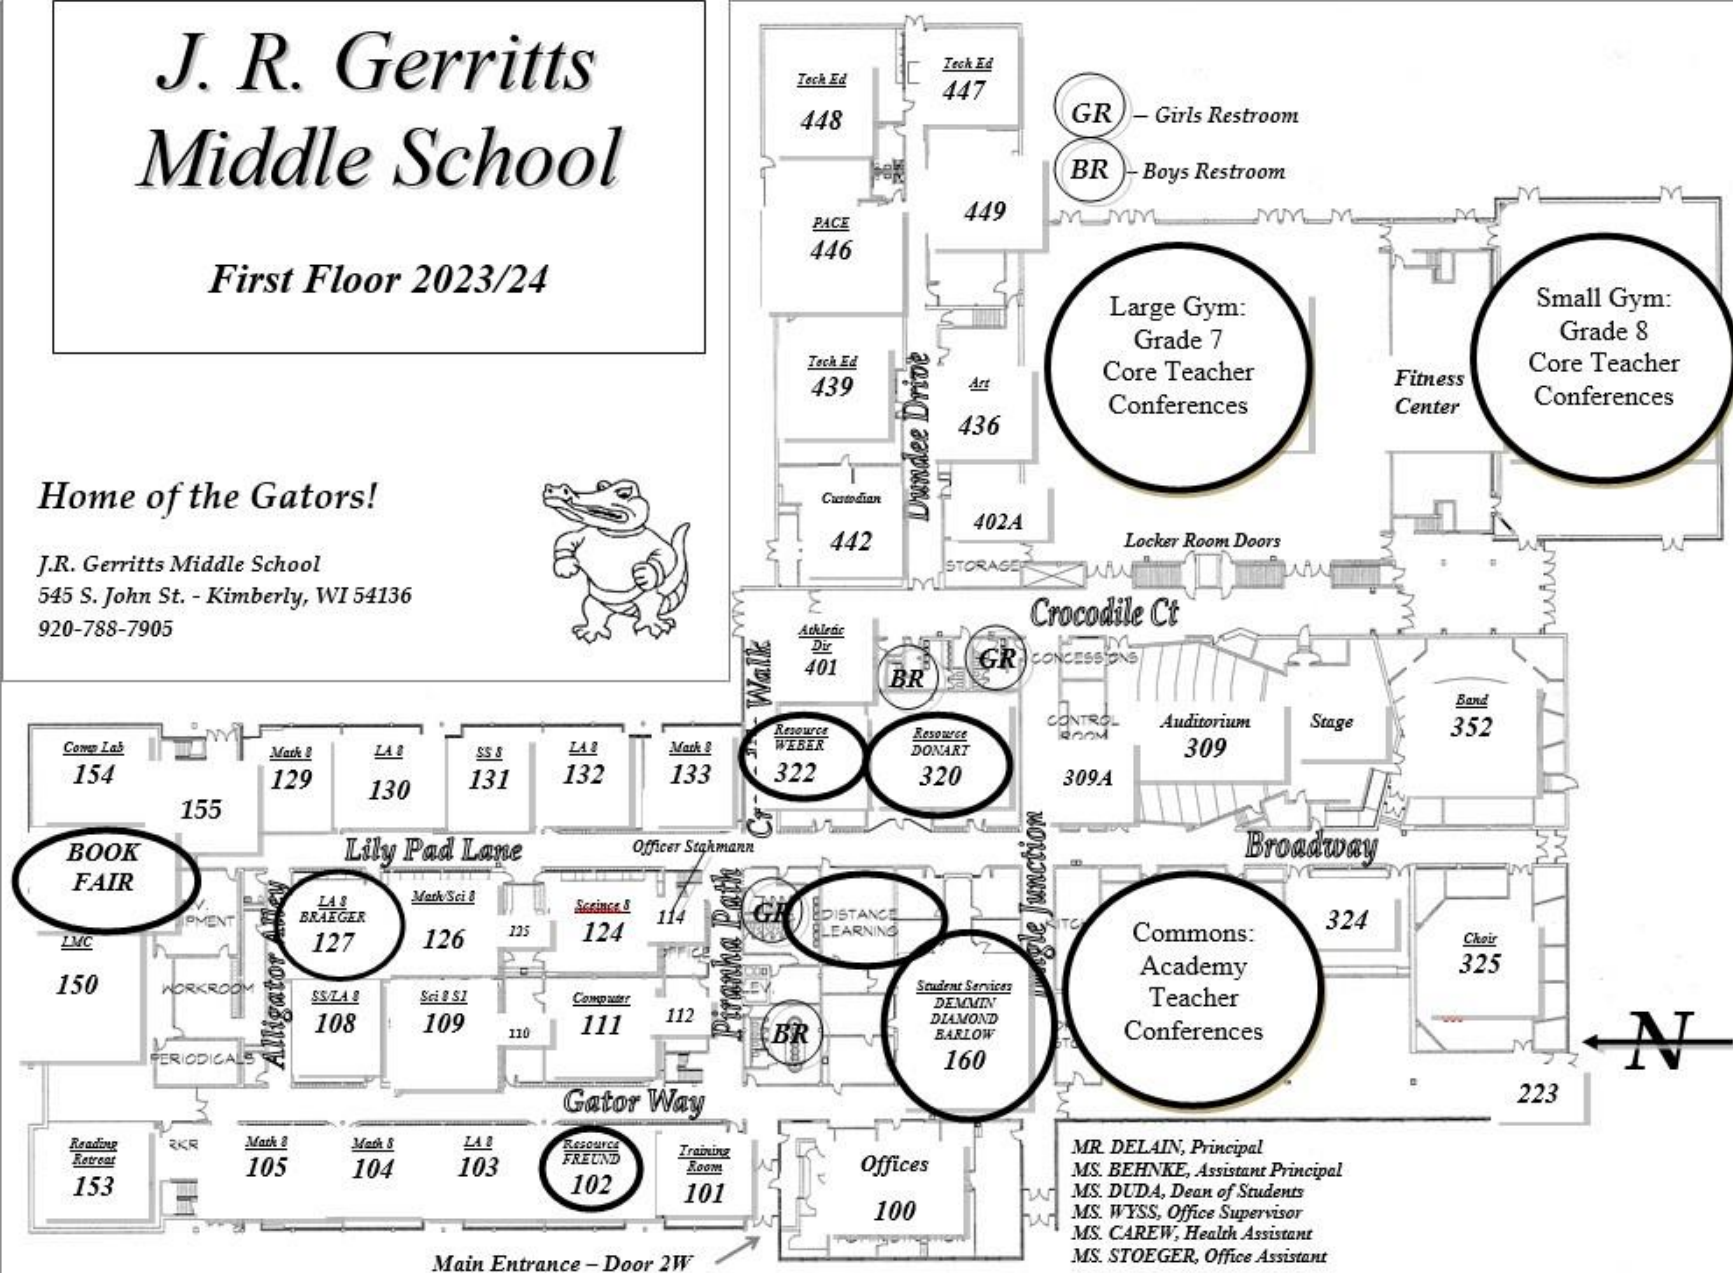 J. R. Gerritts
Middle School
First Floor 2023/24
Home of the Gators!
J.R. Gerritts Middle School
545 S. John St. - Kimberly, WI 54136
920-788-7905
Tech Ed
448
Tech Ed
447
GR – Girls Restroom
BR – Boys Restroom
PACE
446
449
Tech Ed
439
Dundee Drive
Art
436
Large Gym:
Grade 7
Core Teacher
Conferences
Fitness
Center
Small Gym:
Grade 8
Core Teacher
Conferences
Custodian
442
402A
STORAGE
Locker Room Doors
Crocodile Ct
Athletic
Dir
401
BR
GR
CONCESSIONS
CONTROL
ROOM
309A
Auditorium
309
Stage
Band
352
Walk
Resource
WEBER
322
Resource
DONART
320
Comp Lab
154
155
Math 8
129
LA 8
130
SS 8
131
LA 8
132
Math 8
133
BOOK
FAIR
Lily Pad Lane
Officer Stahmann
Junction
Broadway
LMC
150
WORKROOM
PERIODICALS
Alligator Alley
LA 8
BRAEGER
127
Math/Sci 8
126
125
Sceince 8
124
114
OFFICE
Piranha Path
GR
DISTANCE
LEARNING
SS/LA 8
108
Sci 8 SI
109
110
Computer
111
112
BR
Student Services
DEMMIN
DIAMOND
BARLOW
160
Commons:
Academy
Teacher
Conferences
324
Choir
325
N
223
Gator Way
Reading
Retreat
153
RKR
Math 8
105
Math 8
104
LA 8
103
Resource
FREUND
102
Training
Room
101
Offices
100
Main Entrance – Door 2W
MR. DELAIN, Principal
MS. BEHNKE, Assistant Principal
MS. DUDA, Dean of Students
MS. WYSS, Office Supervisor
MS. CAREW, Health Assistant
MS. STOEGER, Office Assistant